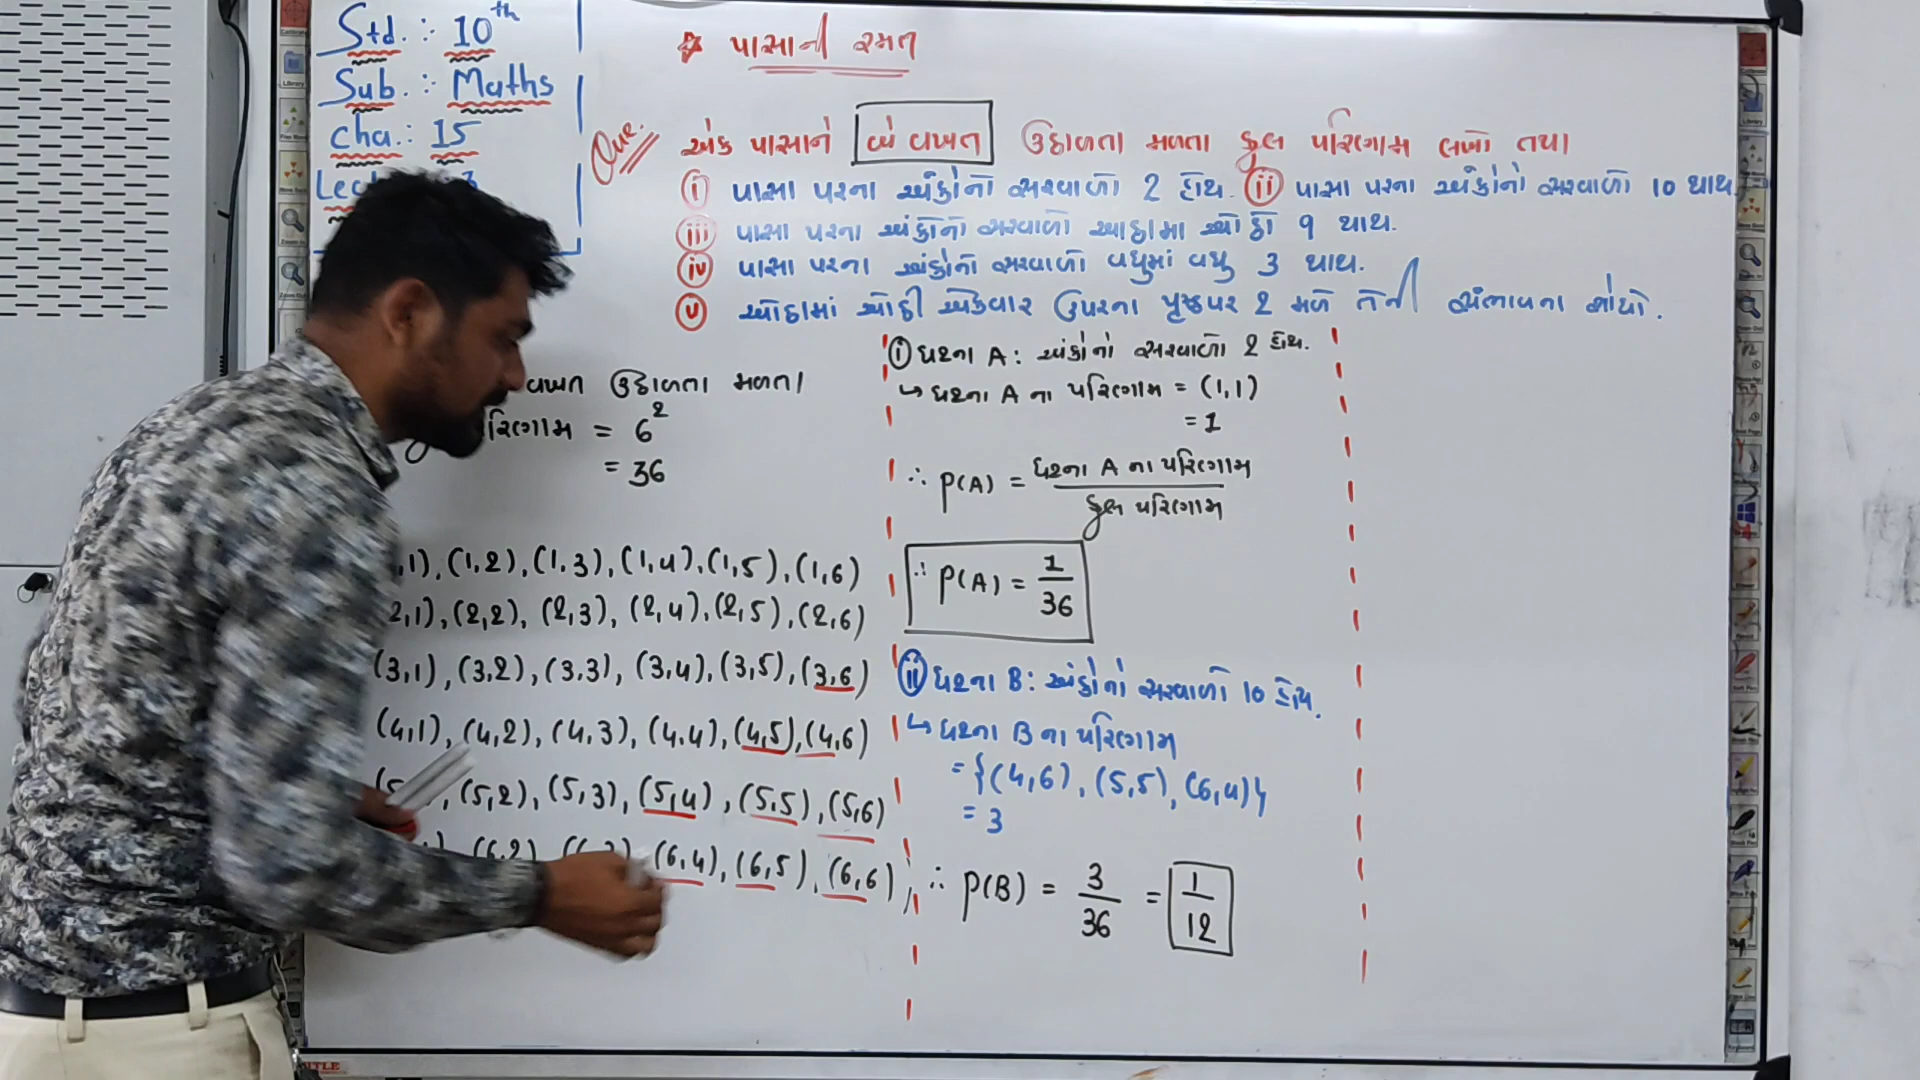 Std. : 10th
Sub. : Maths
cha. : 15
☆ પાસાની રમત
Que. એક પાસાને બે વખત ઉછાળતા મળતા કુલ પરિણામ લખો તથા
(i) પાસા પરના અંકોનો સરવાળો 2 હોય. (ii) પાસા પરના અંકોનો સરવાળો 10 થાય.
(iii) પાસા પરના અંકોનો સરવાળો ઓછામાં ઓછો 9 થાય.
(iv) પાસા પરના અંકોનો સરવાળો વધુમાં વધુ 3 થાય.
(v) ઓછામાં ઓછી એકવાર ઉપરના પૃષ્ઠપર 2 મળે તેની સંભાવના શોધો.
વખત ઉછાળતા મળતા
= 6²
= 36
(1,2), (1,3), (1,4), (1,5), (1,6)
2,1), (2,2), (2,3), (2,4), (2,5), (2,6)
(3,1), (3,2), (3,3), (3,4), (3,5), (3,6)
(4,1), (4,2), (4,3), (4,4), (4,5), (4,6)
(5,2), (5,3), (5,4), (5,5), (5,6)
(6,4), (6,5), (6,6)
(i) ઘટના A : અંકોનો સરવાળો 2 હોય.
↳ ઘટના A ના પરિણામ = (1,1)
= 1
∴ P(A) = ઘટના A ના પરિણામ
કુલ પરિણામ
∴ P(A) = 1/36
(ii) ઘટના B : અંકોનો સરવાળો 10 હોય.
↳ ઘટના B ના પરિણામ
= {(4,6), (5,5), (6,4)}
= 3
∴ P(B) = 3/36 = 1/12